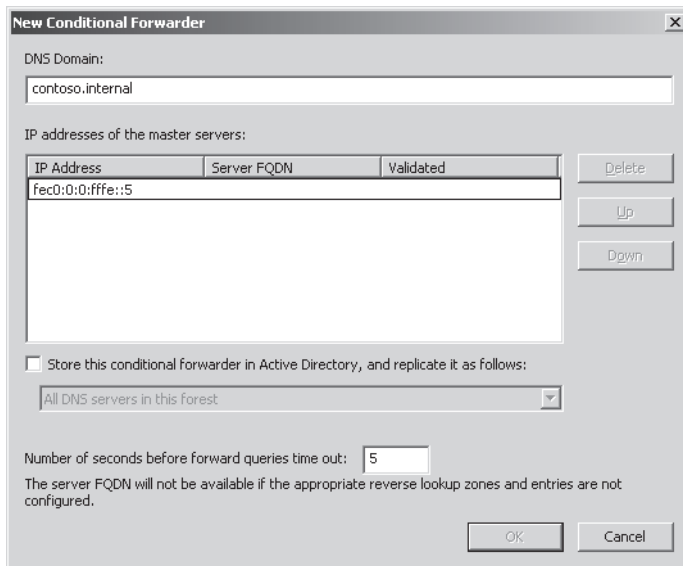 New Conditional Forwarder
DNS Domain:
contoso.internal
IP addresses of the master servers:
IP Address Server FQDN Validated
fec0:0:0:fffe::5
Delete
Up
Down
Store this conditional forwarder in Active Directory, and replicate it as follows:
All DNS servers in this forest
Number of seconds before forward queries time out: 5
The server FQDN will not be available if the appropriate reverse lookup zones and entries are not
configured.
OK Cancel